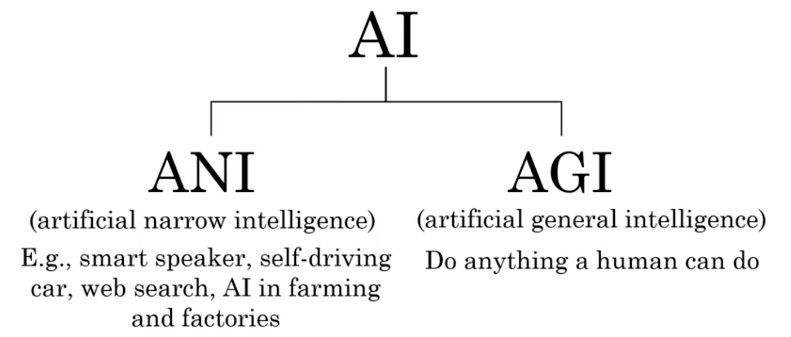 AI
ANI
(artificial narrow intelligence)
E.g., smart speaker, self-driving
car, web search, AI in farming
and factories
AGI
(artificial general intelligence)
Do anything a human can do